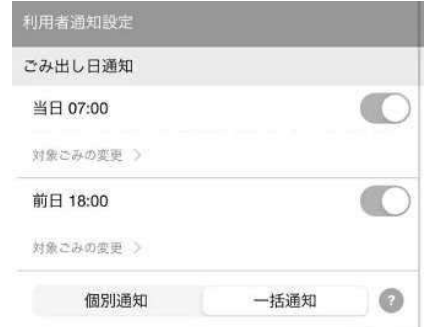 利用者通知設定
ごみ出し日通知
当日 07:00
対象ごみの変更 >
前日 18:00
対象ごみの変更 >
個別通知 一括通知 ?